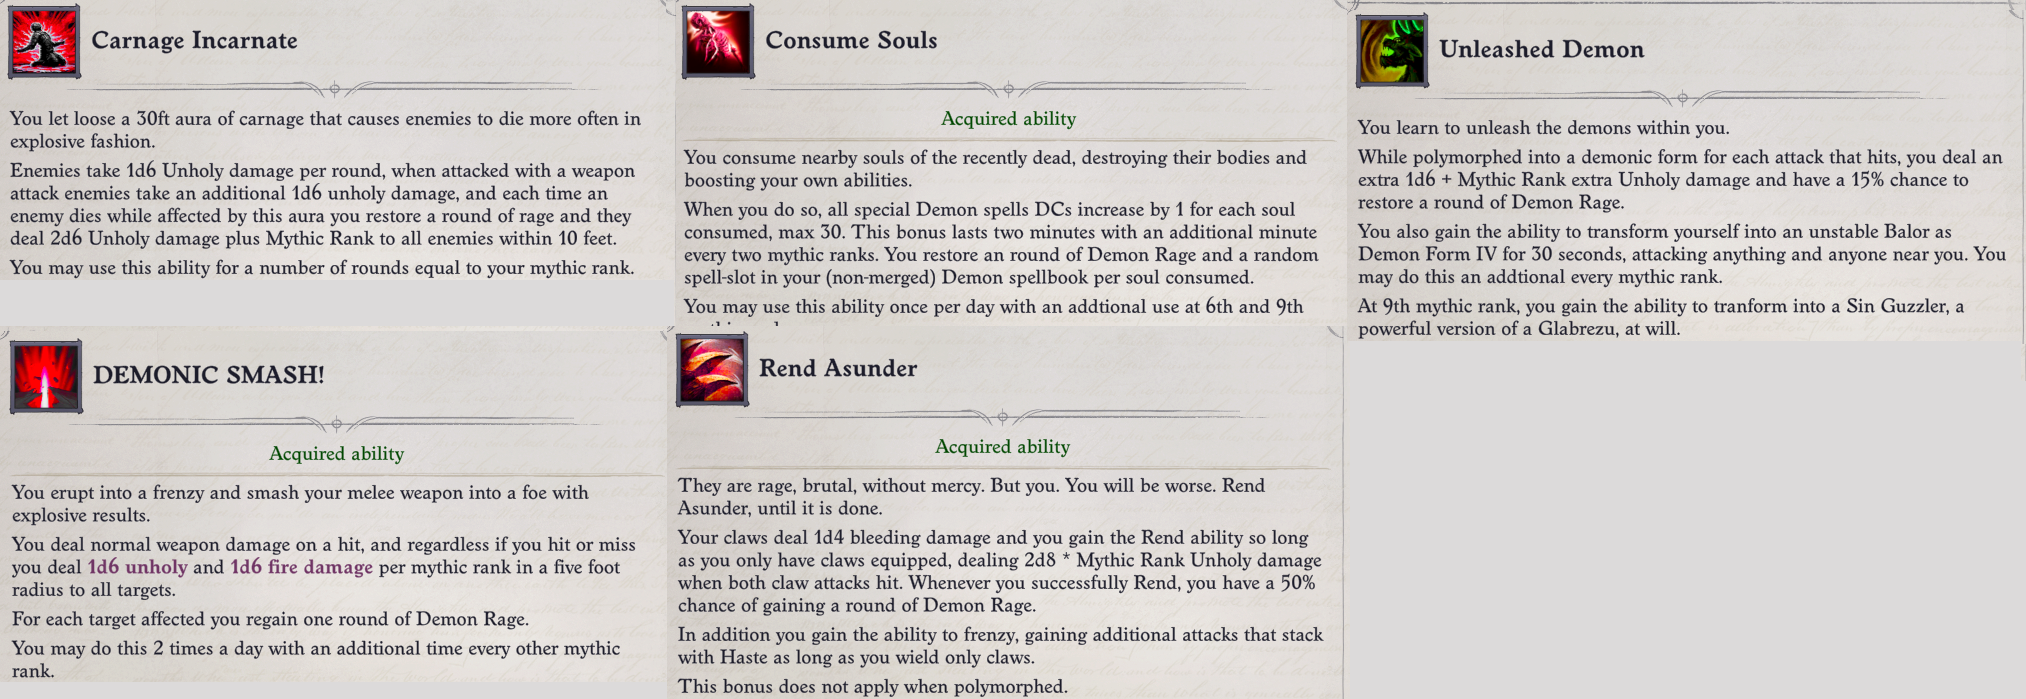 Carnage Incarnate
You let loose a 30ft aura of carnage that causes enemies to die more often in
explosive fashion.
Enemies take 1d6 Unholy damage per round, when attacked with a weapon
attack enemies take an additional 1d6 unholy damage, and each time an
enemy dies while affected by this aura you restore a round of rage and they
deal 2d6 Unholy damage plus Mythic Rank to all enemies within 10 feet.
You may use this ability for a number of rounds equal to your mythic rank.
Consume Souls
Acquired ability
You consume nearby souls of the recently dead, destroying their bodies and
boosting your own abilities.
When you do so, all special Demon spells DCs increase by 1 for each soul
consumed, max 30. This bonus lasts two minutes with an additional minute
every two mythic ranks. You restore an round of Demon Rage and a random
spell-slot in your (non-merged) Demon spellbook per soul consumed.
You may use this ability once per day with an addtional use at 6th and 9th
Unleashed Demon
You learn to unleash the demons within you.
While polymorphed into a demonic form for each attack that hits, you deal an
extra 1d6 + Mythic Rank extra Unholy damage and have a 15% chance to
restore a round of Demon Rage.
You also gain the ability to transform yourself into an unstable Balor as
Demon Form IV for 30 seconds, attacking anything and anyone near you. You
may do this an addtional every mythic rank.
At 9th mythic rank, you gain the ability to tranform into a Sin Guzzler, a
powerful version of a Glabrezu, at will.
DEMONIC SMASH!
Acquired ability
You erupt into a frenzy and smash your melee weapon into a foe with
explosive results.
You deal normal weapon damage on a hit, and regardless if you hit or miss
you deal 1d6 unholy and 1d6 fire damage per mythic rank in a five foot
radius to all targets.
For each target affected you regain one round of Demon Rage.
You may do this 2 times a day with an additional time every other mythic
rank.
Rend Asunder
Acquired ability
They are rage, brutal, without mercy. But you. You will be worse. Rend
Asunder, until it is done.
Your claws deal 1d4 bleeding damage and you gain the Rend ability so long
as you only have claws equipped, dealing 2d8 * Mythic Rank Unholy damage
when both claw attacks hit. Whenever you successfully Rend, you have a 50%
chance of gaining a round of Demon Rage.
In addition you gain the ability to frenzy, gaining additional attacks that stack
with Haste as long as you wield only claws.
This bonus does not apply when polymorphed.